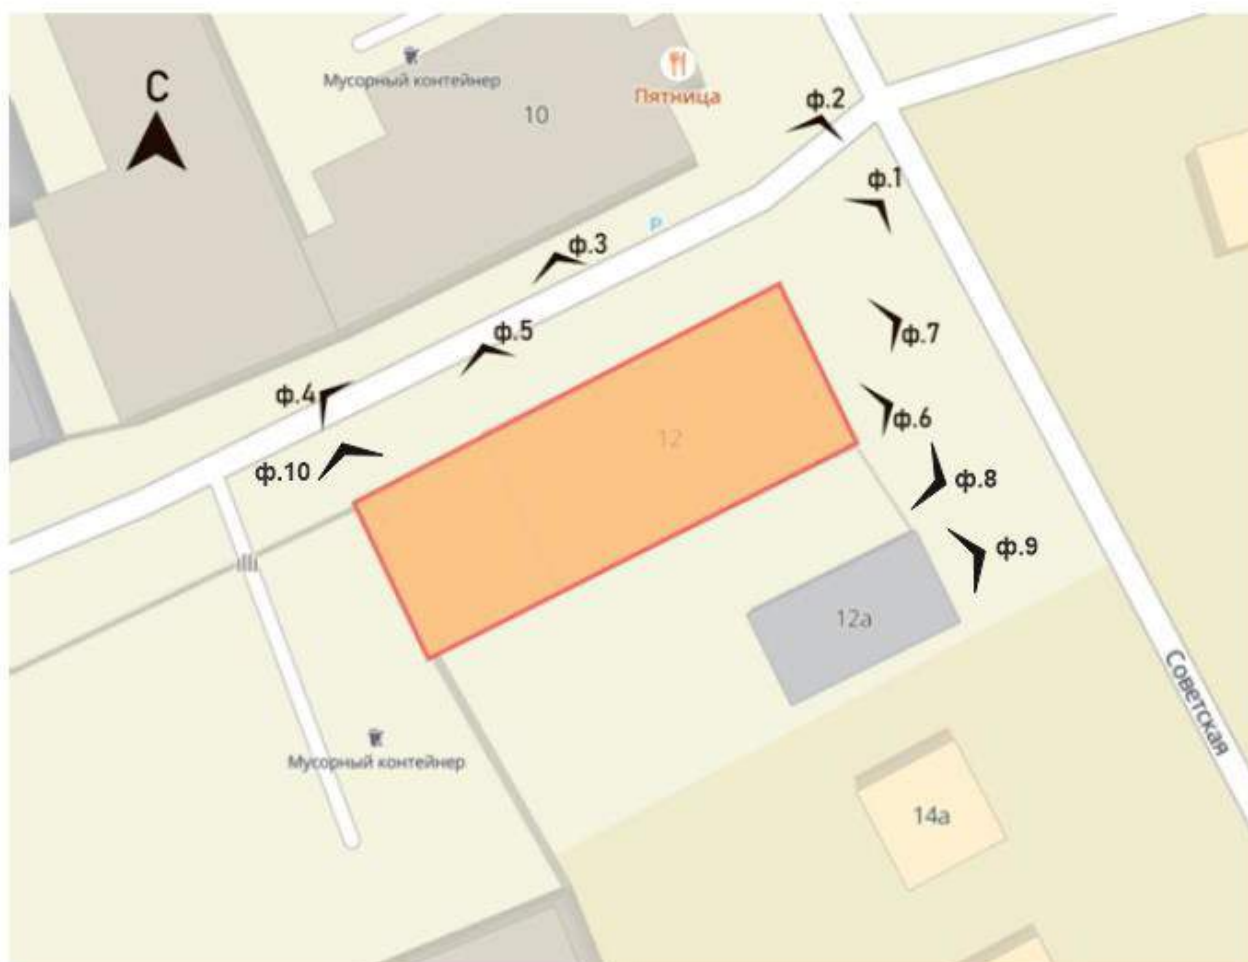 С
Мусорный контейнер
Пятница
10
ф.2
ф.1
P
ф.3
ф.5
ф.7
ф.4
ф.6
12
ф.10
ф.8
ф.9
12а
Советская
Мусорный контейнер
14а